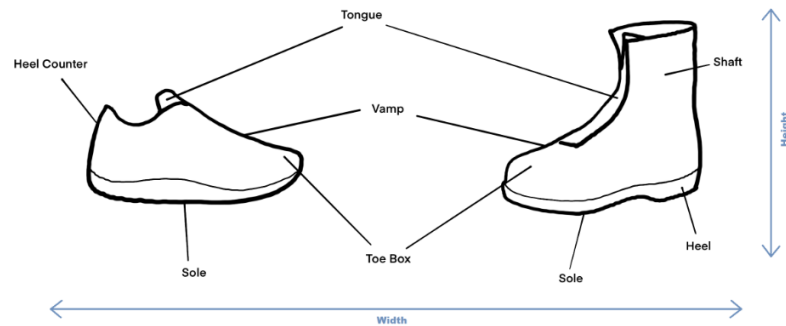 Tongue
Heel Counter
Shaft
Vamp
Height
Toe Box
Heel
Sole
Sole
Width